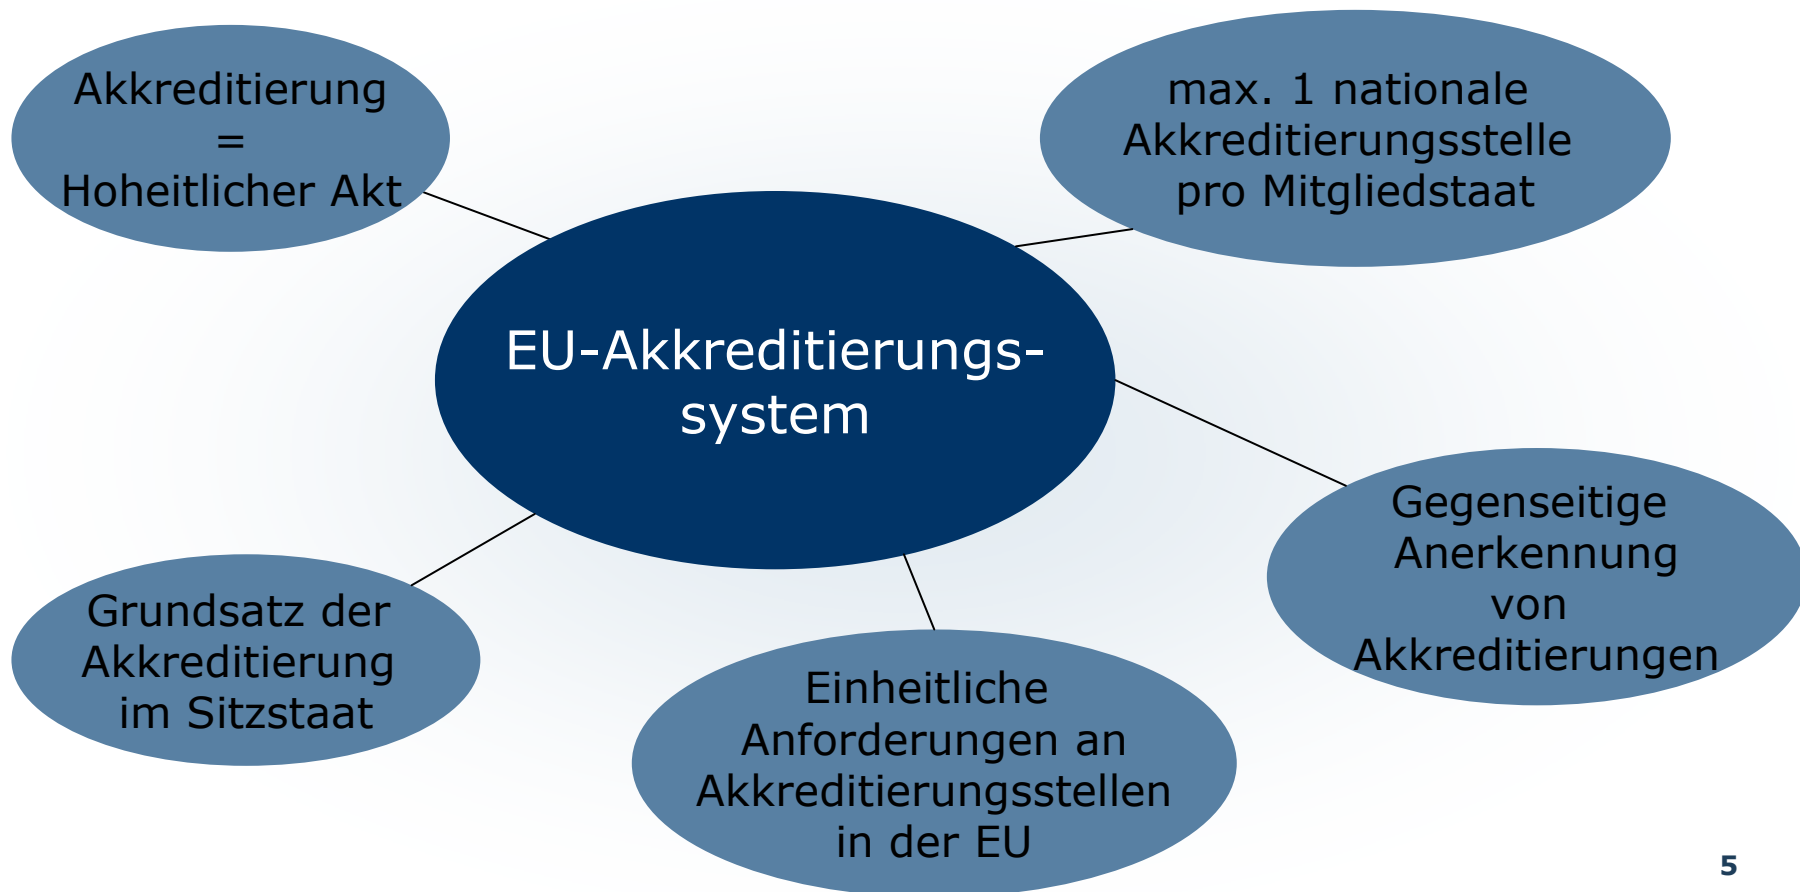 Akkreditierung
=
Hoheitlicher Akt
max. 1 nationale
Akkreditierungsstelle
pro Mitgliedstaat
EU-Akkreditierungs-
system
Gegenseitige
Anerkennung
von
Akkreditierungen
Grundsatz der
Akkreditierung
im Sitzstaat
Einheitliche
Anforderungen an
Akkreditierungsstellen
in der EU
5